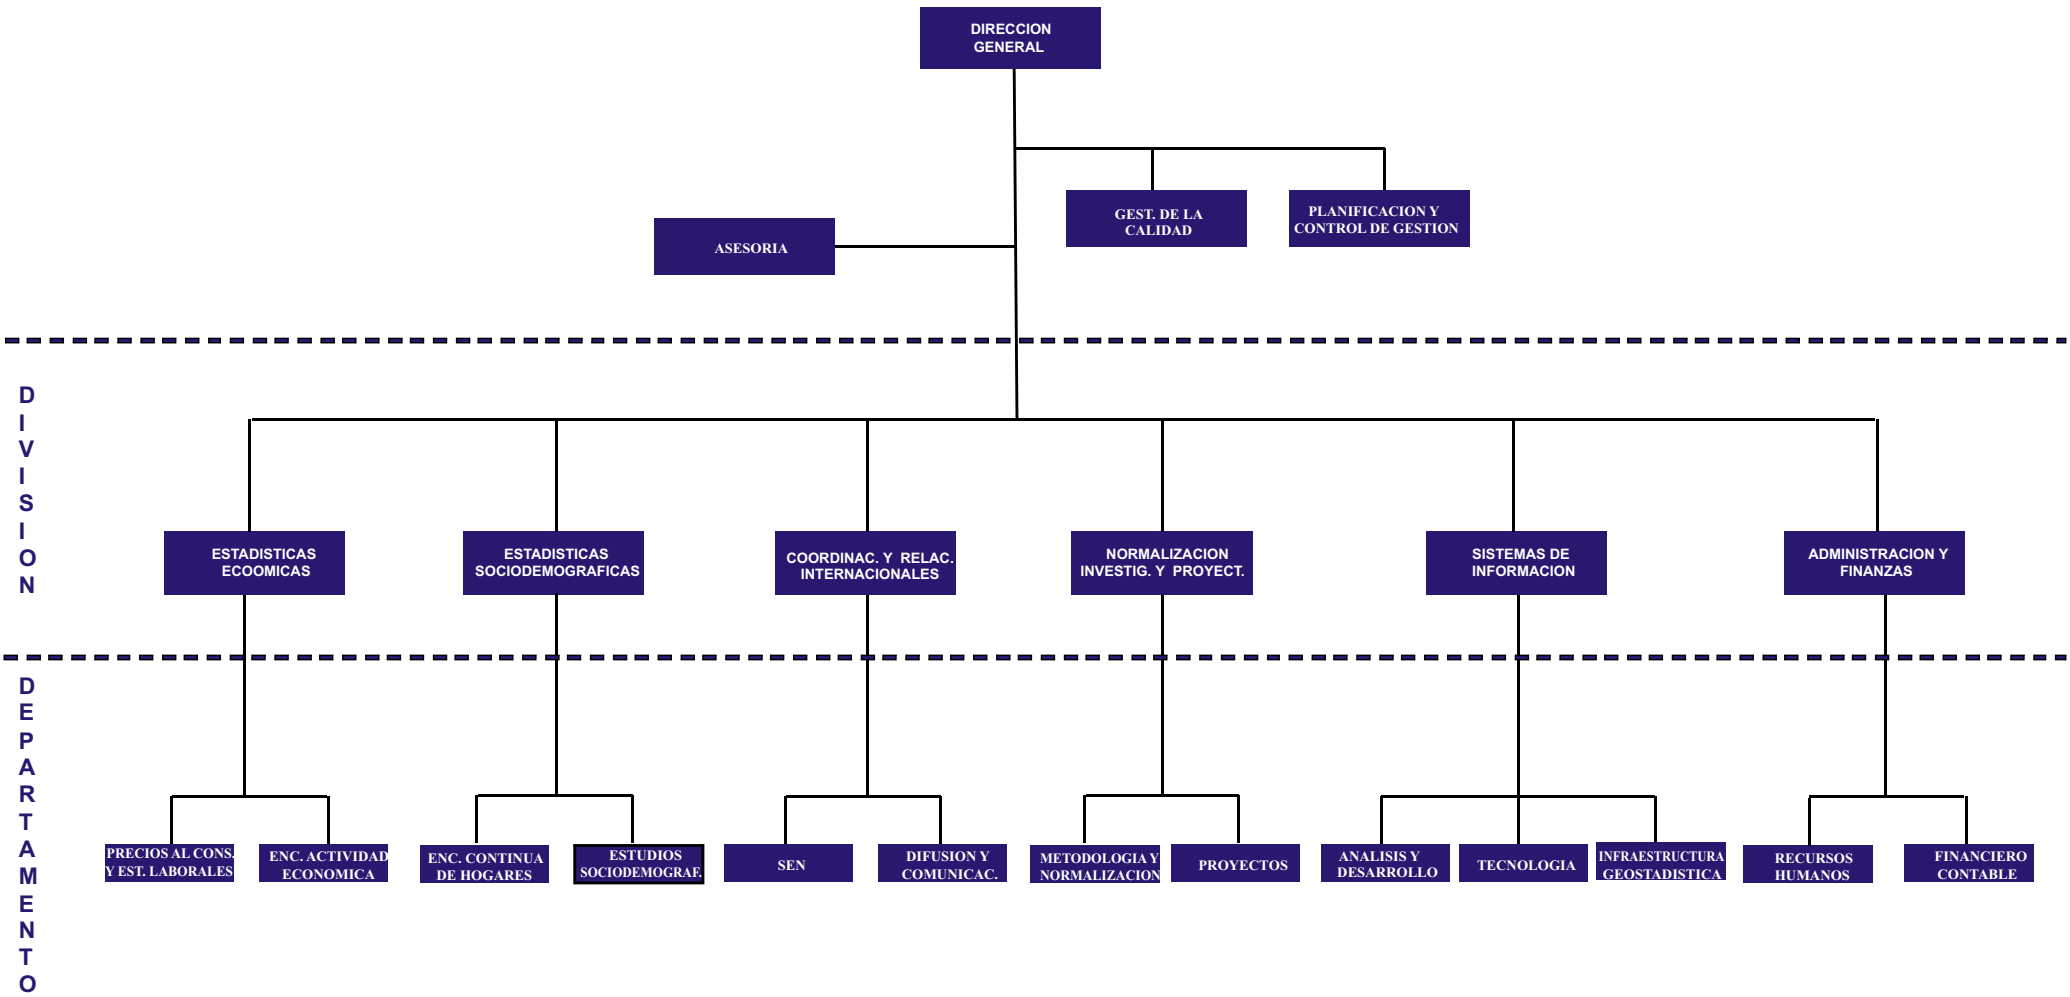 DIRECCION
GENERAL
GEST. DE LA
CALIDAD
PLANIFICACION Y
CONTROL DE GESTION
ASESORIA
DIVISION
ESTADISTICAS
ECOOMICAS
ESTADISTICAS
SOCIODEMOGRAFICAS
COORDINAC. Y RELAC.
INTERNACIONALES
NORMALIZACION
INVESTIG. Y PROYECT.
SISTEMAS DE
INFORMACION
ADMINISTRACION Y
FINANZAS
DEPARTAMENTO
PRECIOS AL CONS.
Y EST. LABORALES
ENC. ACTIVIDAD
ECONOMICA
ENC. CONTINUA
DE HOGARES
ESTUDIOS
SOCIODEMOGRAF.
SEN
DIFUSION Y
COMUNICAC.
METODOLOGIA Y
NORMALIZACION
PROYECTOS
ANALISIS Y
DESARROLLO
TECNOLOGIA
INFRAESTRUCTURA
GEOSTADISTICA
RECURSOS
HUMANOS
FINANCIERO
CONTABLE